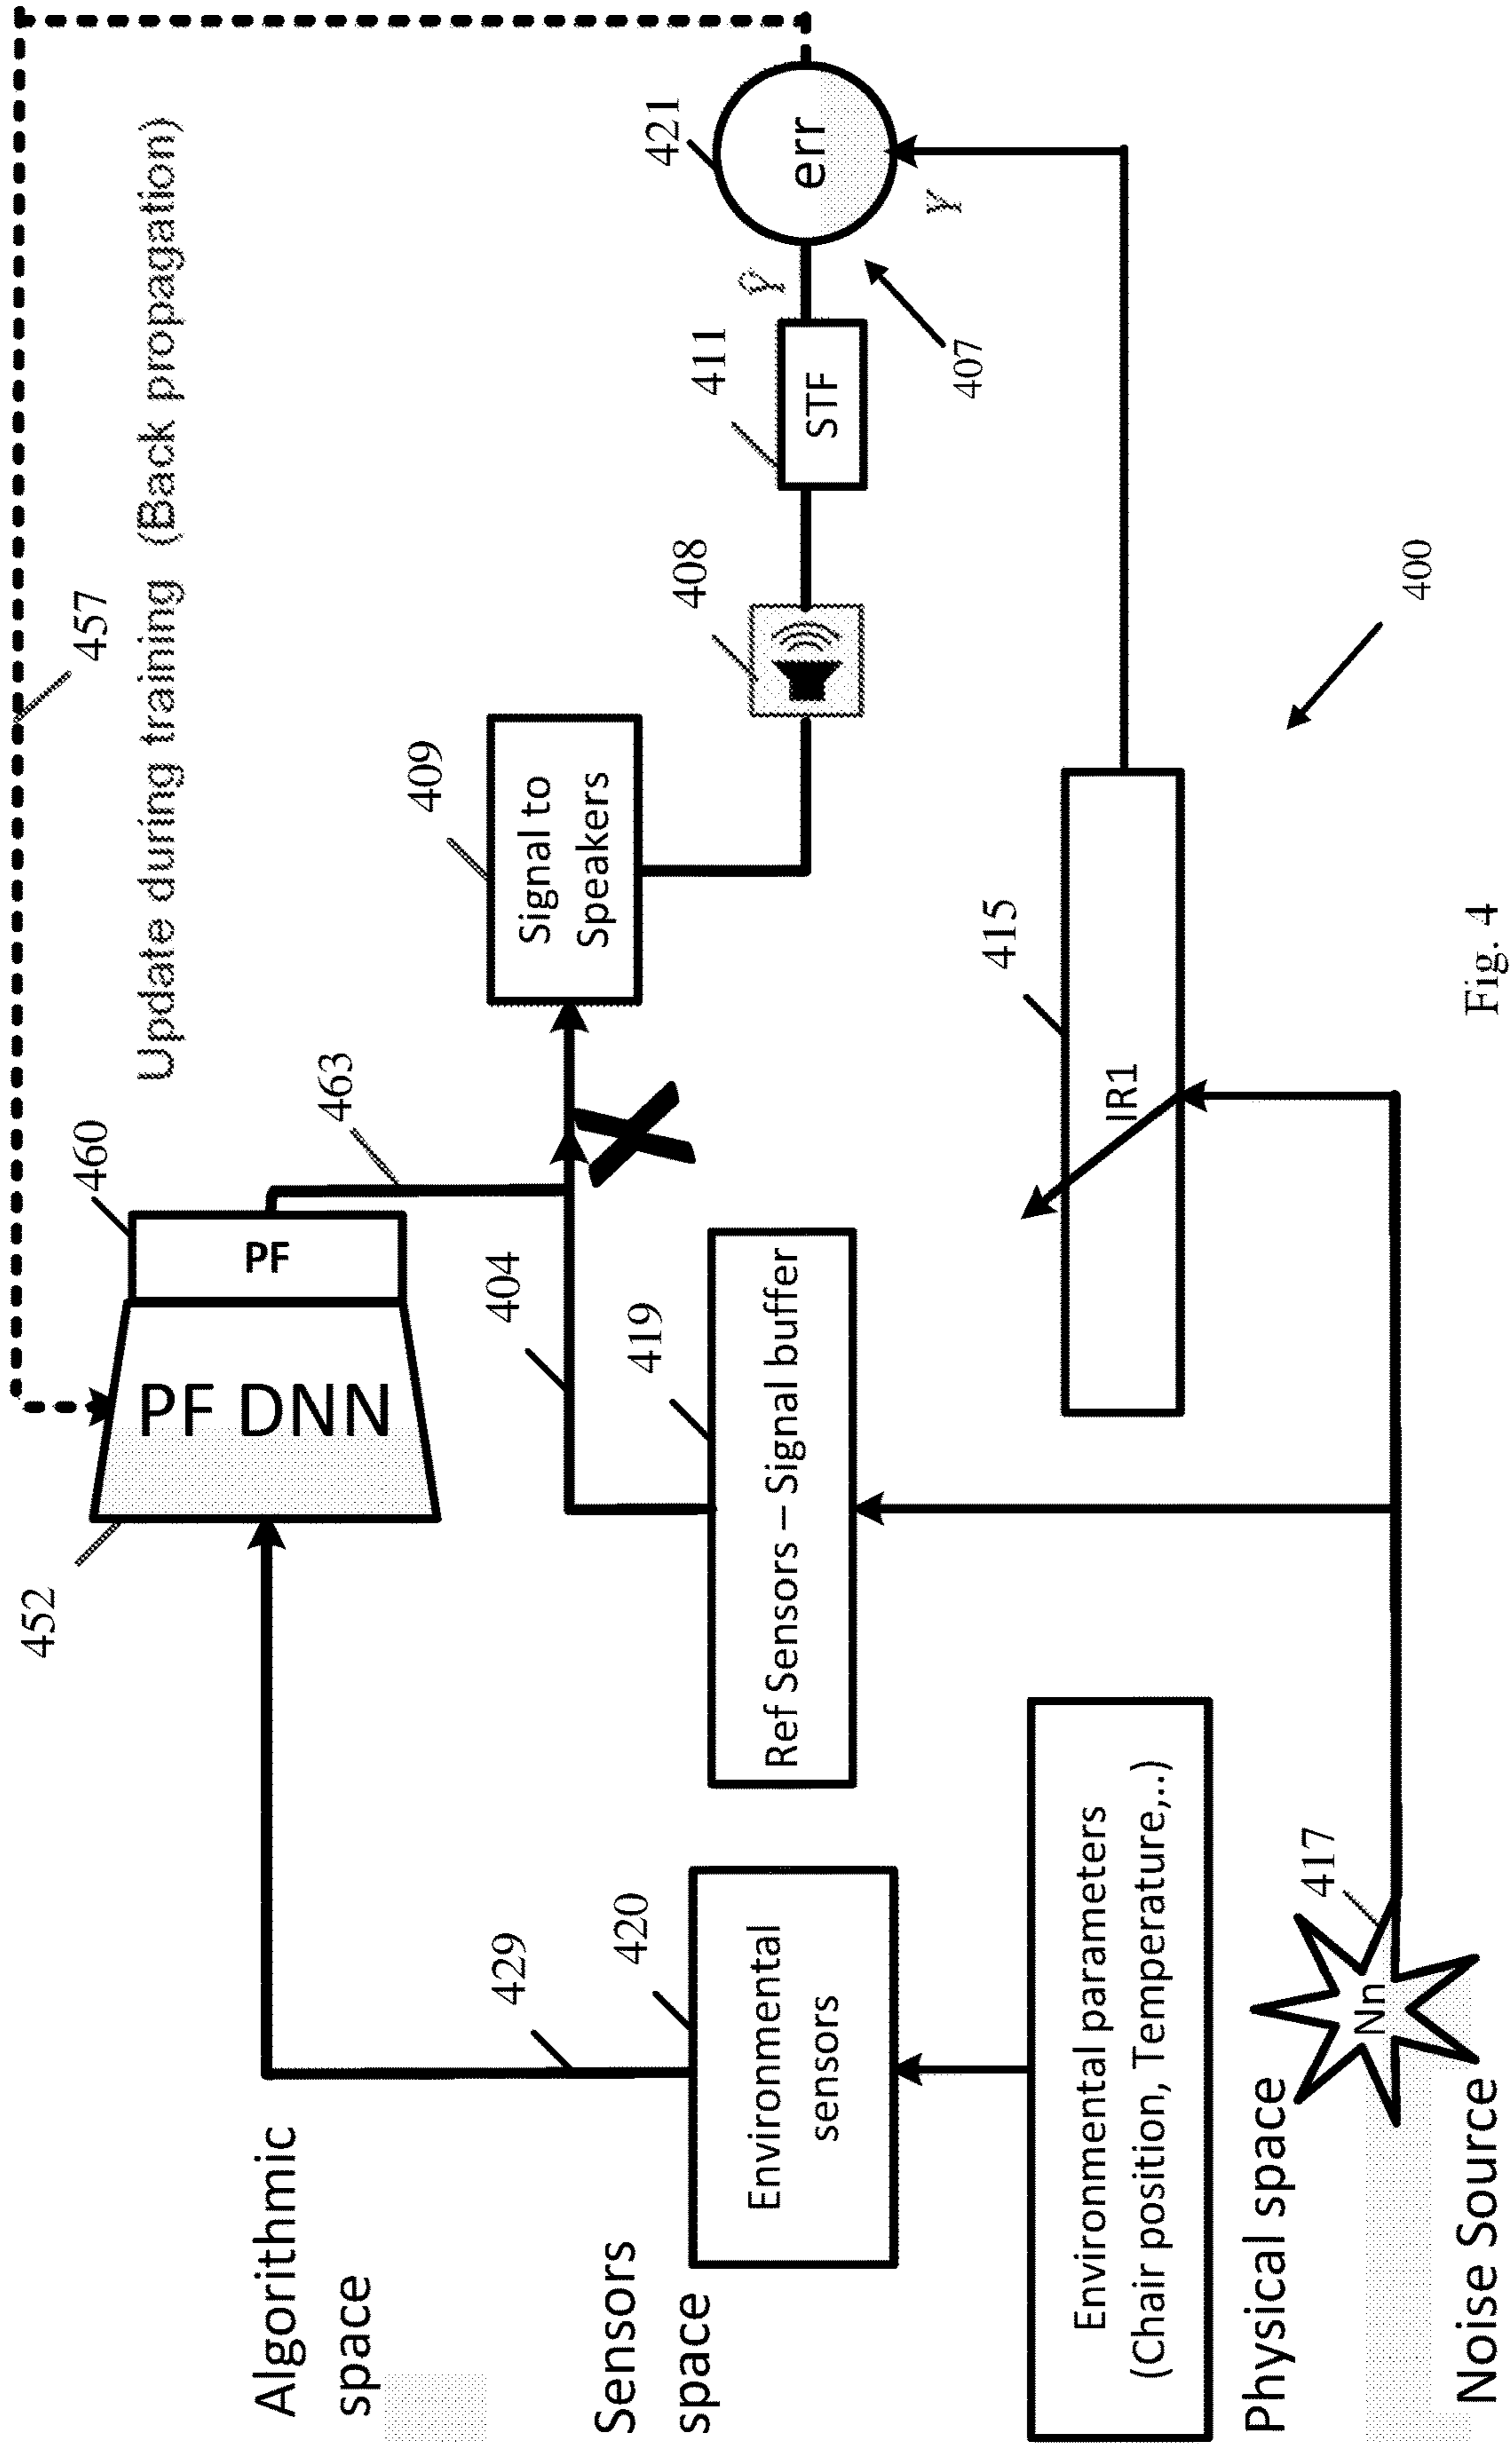 457
Update during training (Back propagation)
452
PF DNN
460
PF
463
Algorithmic
space
429
404
409
Signal to
Speakers
408
411
STF
Ŷ
421
err
Y
407
Sensors
space
420
Environmental
sensors
419
Ref Sensors – Signal buffer
415
IR1
Environmental parameters
(Chair position, Temperature,..)
Physical space
417
Nn
Noise Source
400
Fig. 4